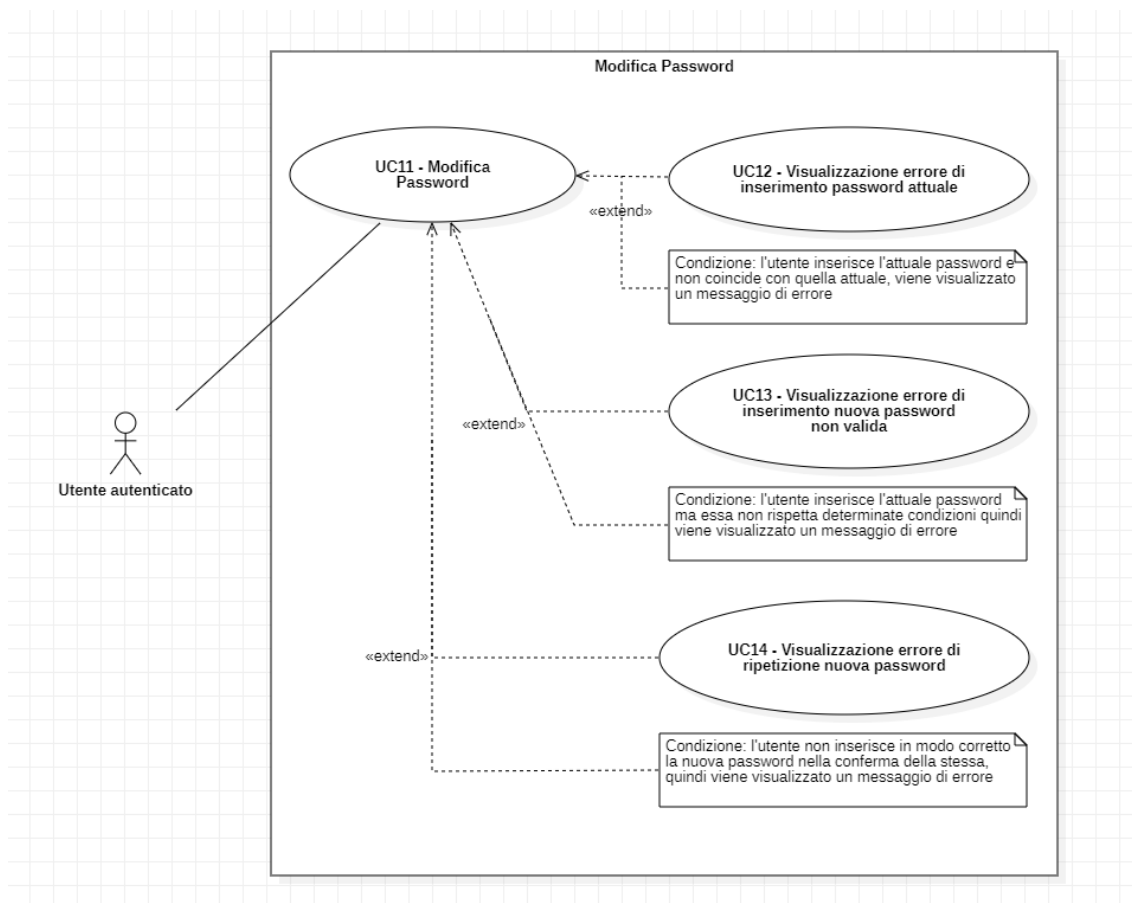 Modifica Password
UC11 - Modifica
Password
UC12 - Visualizzazione errore di
inserimento password attuale
«extend»
Condizione: l'utente inserisce l'attuale password e
non coincide con quella attuale, viene visualizzato
un messaggio di errore
UC13 - Visualizzazione errore di
inserimento nuova password
non valida
«extend»
Utente autenticato
Condizione: l'utente inserisce l'attuale password
ma essa non rispetta determinate condizioni quindi
viene visualizzato un messaggio di errore
UC14 - Visualizzazione errore di
ripetizione nuova password
«extend»
Condizione: l'utente non inserisce in modo corretto
la nuova password nella conferma della stessa,
quindi viene visualizzato un messaggio di errore